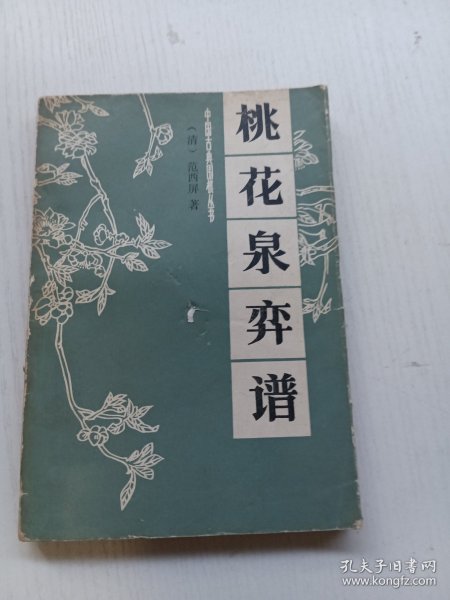 桃花泉弈谱
中国古典围棋丛书
（清）范西屏 著
孔夫子旧书网
www.kongfz.com